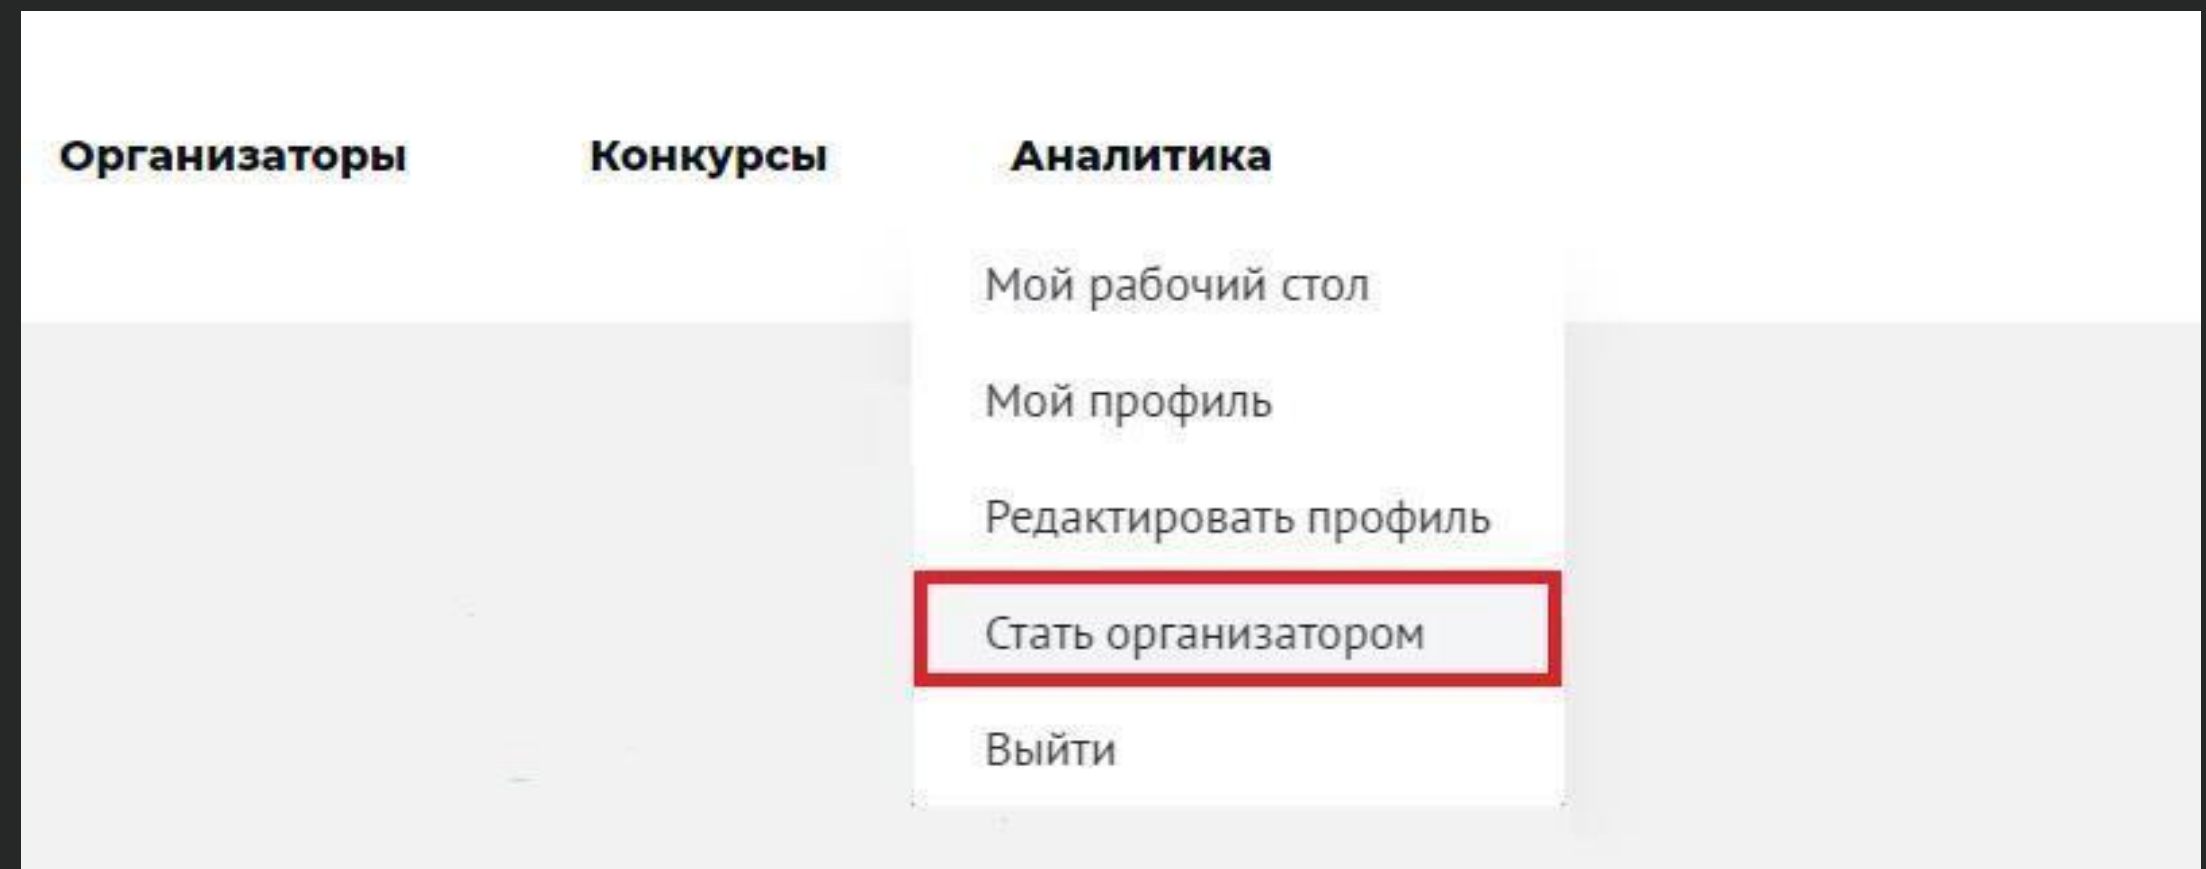 Организаторы Конкурсы Аналитика
Мой рабочий стол
Мой профиль
Редактировать профиль
Стать организатором
Выйти